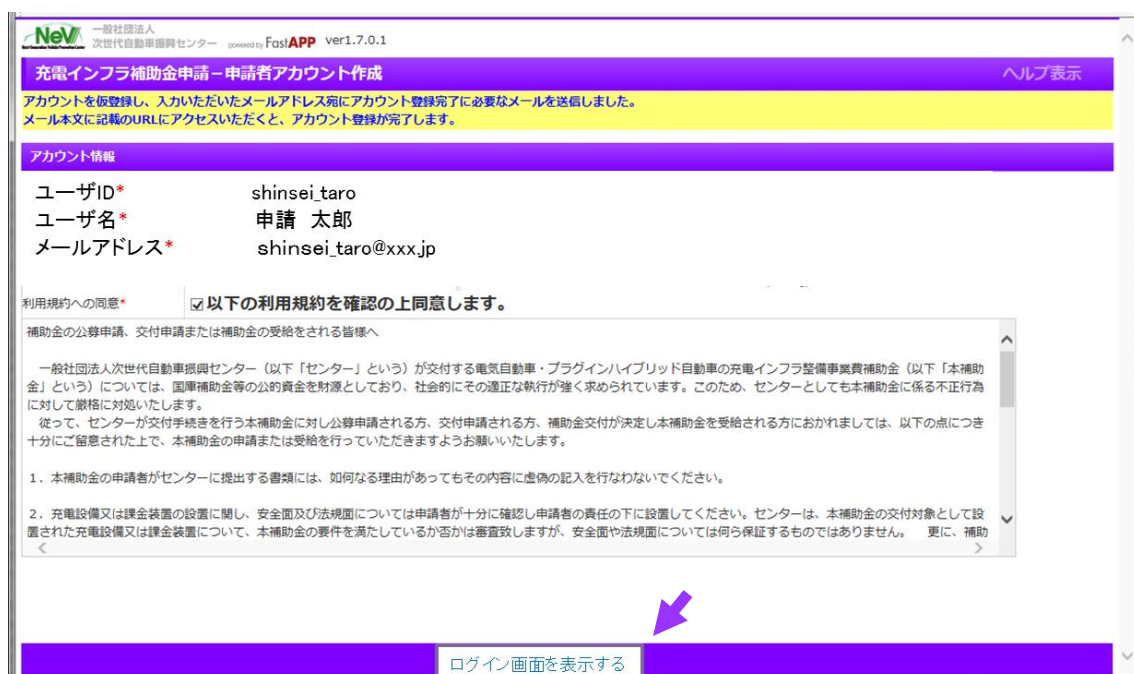 NeV 一般社団法人
Next Generation Vehicle Promotion Center 次世代自動車振興センター powered by FastAPP ver1.7.0.1
充電インフラ補助金申請－申請者アカウント作成 ヘルプ表示
アカウントを仮登録し、入力いただいたメールアドレス宛にアカウント登録完了に必要なメールを送信しました。
メール本文に記載のURLにアクセスいただくと、アカウント登録が完了します。
アカウント情報
ユーザID* shinsei_taro
ユーザ名* 申請 太郎
メールアドレス* shinsei_taro@xxx.jp
利用規約への同意* ☑以下の利用規約を確認の上同意します。
補助金の公募申請、交付申請または補助金の受給をされる皆様へ
一般社団法人次世代自動車振興センター（以下「センター」という）が交付する電気自動車・プラグインハイブリッド自動車の充電インフラ整備事業費補助金（以下「本補助
金」という）については、国庫補助金等の公的資金を財源としており、社会的にその適正な執行が強く求められています。このため、センターとしても本補助金に係る不正行為
に対して厳格に対処いたします。
従って、センターが交付手続きを行う本補助金に対し公募申請される方、交付申請される方、補助金交付が決定し本補助金を受給される方におかれましては、以下の点につき
十分にご留意された上で、本補助金の申請または受給を行っていただきますようお願いいたします。
１．本補助金の申請者がセンターに提出する書類には、如何なる理由があってもその内容に虚偽の記入を行なわないでください。
２．充電設備又は課金装置の設置に関し、安全面及び法規面については申請者が十分に確認し申請者の責任の下に設置してください。センターは、本補助金の交付対象として設
置された充電設備又は課金装置について、本補助金の要件を満たしているか否かは審査致しますが、安全面や法規面については何ら保証するものではありません。 更に、補助
ログイン画面を表示する